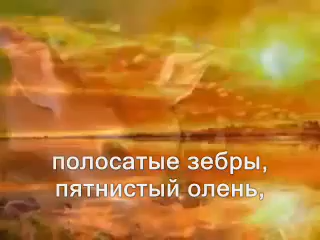 полосатые зебры,
пятнистый олень,